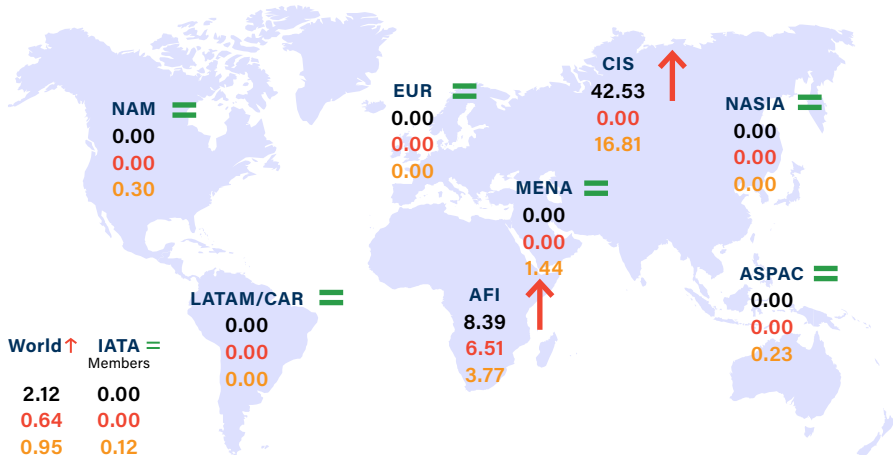 CIS
42.53
0.00
16.81
EUR
0.00
0.00
0.00
NAM
0.00
0.00
0.30
NASIA
0.00
0.00
0.00
MENA
0.00
0.00
1.44
ASPAC
0.00
0.00
0.23
LATAM/CAR
0.00
0.00
0.00
AFI
8.39
6.51
3.77
World↑ IATA =
Members
2.12 0.00
0.64 0.00
0.95 0.12